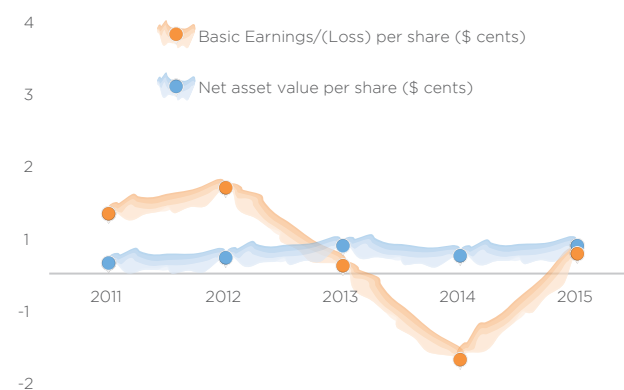 4
Basic Earnings/(Loss) per share ($ cents)
3
Net asset value per share ($ cents)
2
1
2011 2012 2013 2014 2015
-1
-2